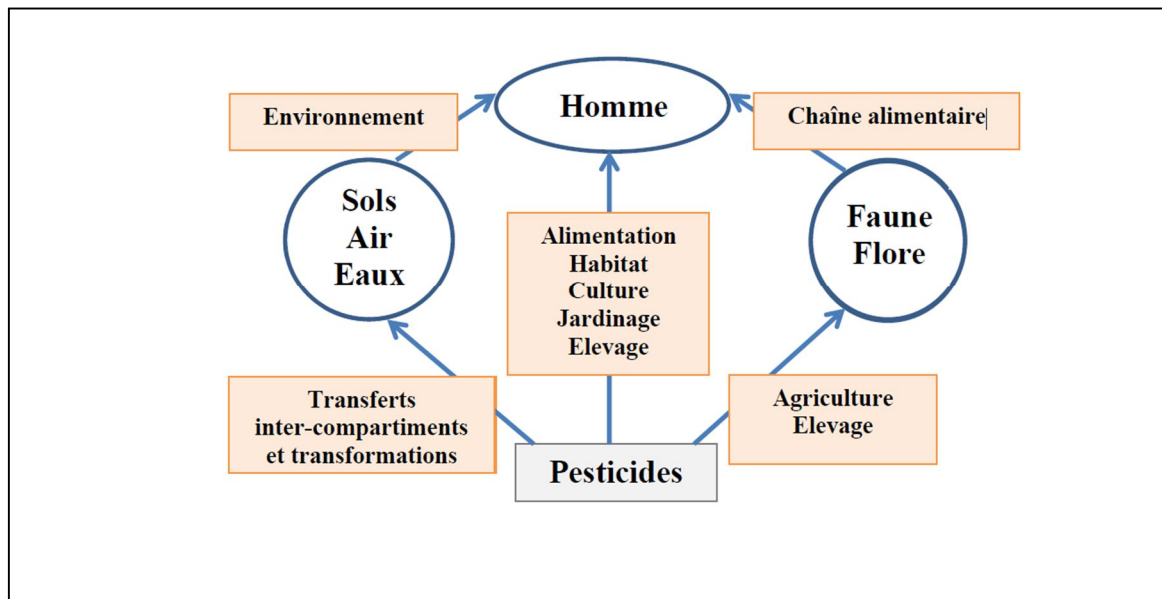 Homme
Environnement
Chaîne alimentaire
Sols
Air
Eaux
Faune
Flore
Alimentation
Habitat
Culture
Jardinage
Elevage
Transferts
inter-compartiments
et transformations
Agriculture
Elevage
Pesticides